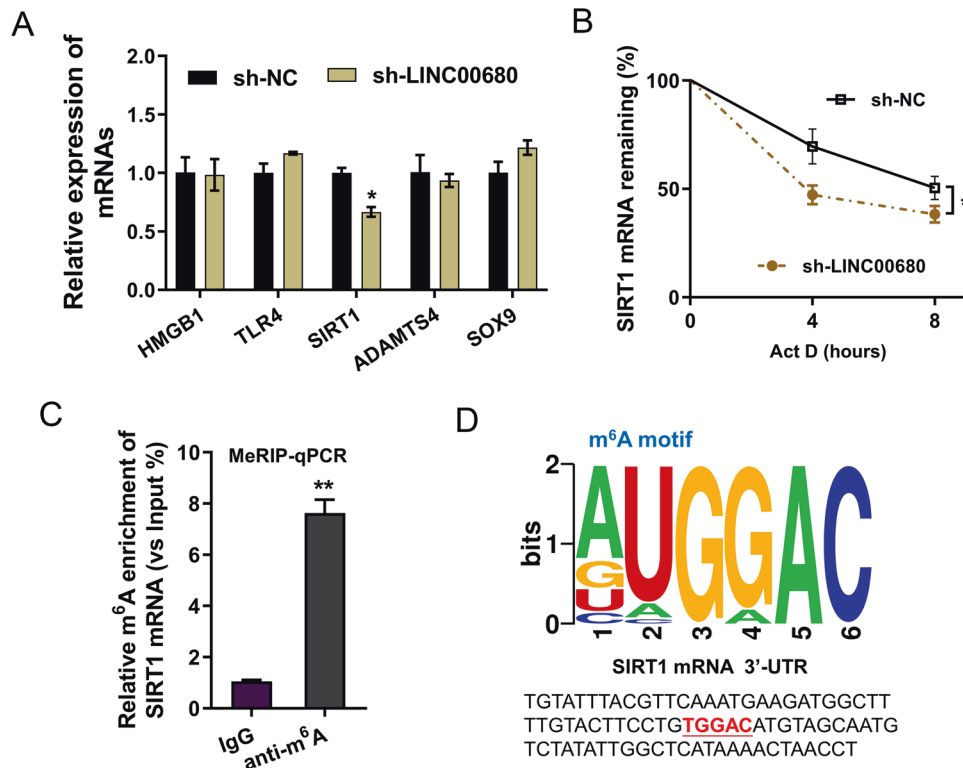 A
Relative expression of
mRNAs
2.0
1.5
1.0
0.5
0.0
sh-NC
sh-LINC00680
*
HMGB1
TLR4
SIRT1
ADAMTS4
SOX9
B
SIRT1 mRNA remaining (%)
100
50
0
sh-NC
*
sh-LINC00680
0
4
8
Act D (hours)
C
Relative m⁶A enrichment of
SIRT1 mRNA (vs Input %)
MeRIP-qPCR
10
8
6
4
2
0
**
IgG
anti-m⁶A
D
m⁶A motif
bits
2
1
0
AUGGAC
GUAA
UC
C
1
2
3
4
5
6
SIRT1 mRNA 3'-UTR
TGTATTTACGTTCAAATGAAGATGGCTT
TTGTACTTCCTGTGGACATGTAGCAATG
TCTATATTGGCTCATAAAACTAACCT